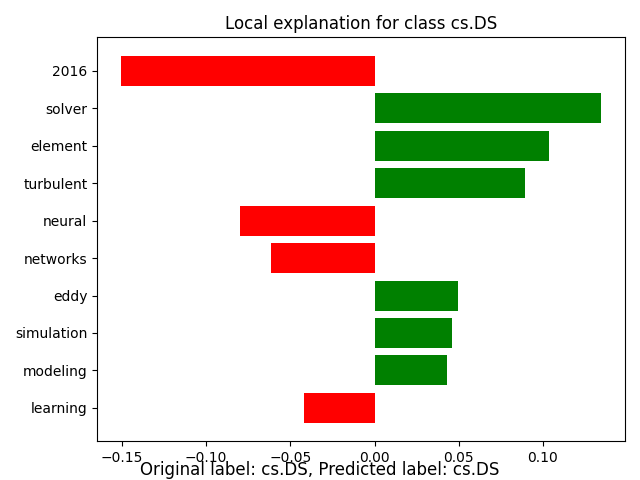 Local explanation for class cs.DS
2016
solver
element
turbulent
neural
networks
eddy
simulation
modeling
learning
−0.15 −0.10 −0.05 0.00 0.05 0.10
Original label: cs.DS, Predicted label: cs.DS